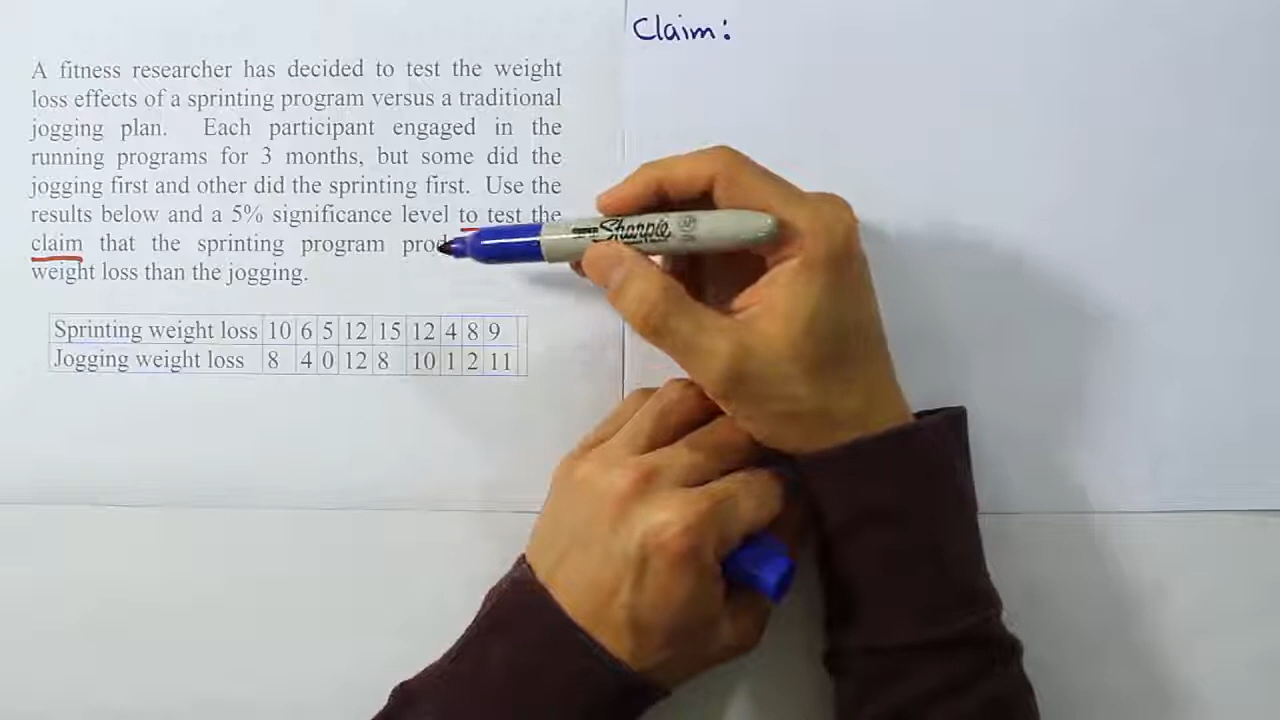 Claim:
A fitness researcher has decided to test the weight
loss effects of a sprinting program versus a traditional
jogging plan. Each participant engaged in the
running programs for 3 months, but some did the
jogging first and other did the sprinting first. Use the
results below and a 5% significance level to test the
claim that the sprinting program
weight loss than the jogging.
Sprinting weight loss 10 6 5 12 15 12 4 8 9
Jogging weight loss 8 4 0 12 8 10 1 2 11
Sharpie